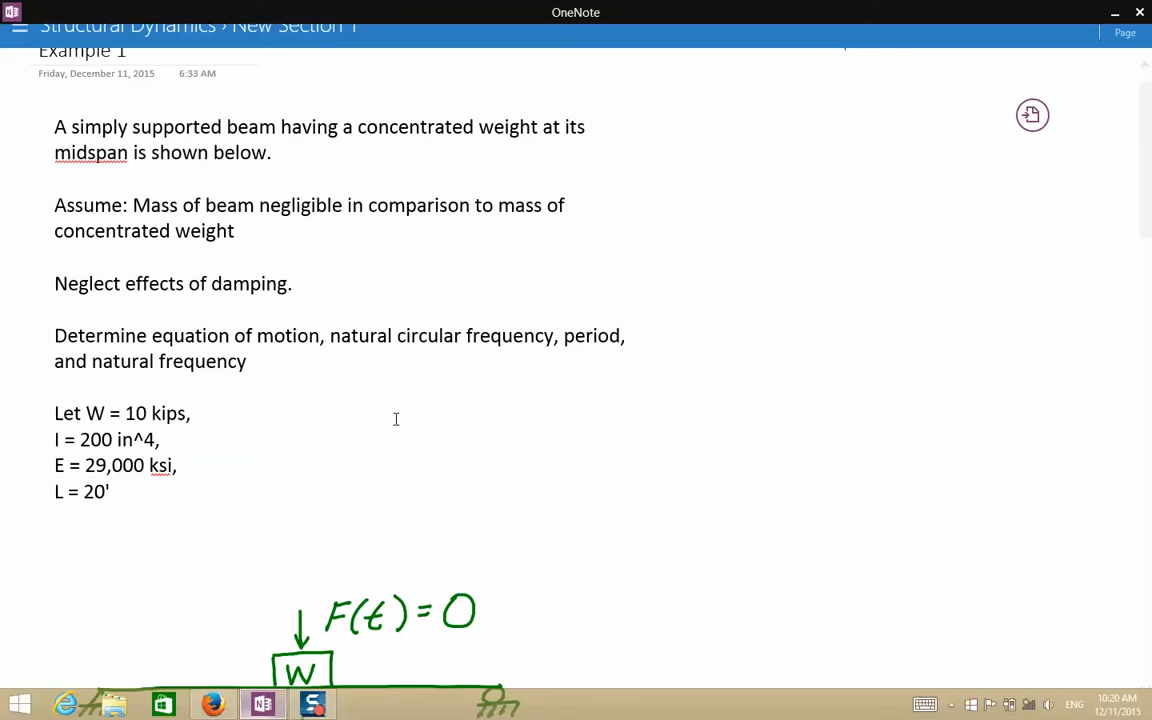 OneNote
Structural Dynamics › New Section 1
Page
Example 1
Friday, December 11, 2015 6:33 AM
A simply supported beam having a concentrated weight at its
midspan is shown below.
Assume: Mass of beam negligible in comparison to mass of
concentrated weight
Neglect effects of damping.
Determine equation of motion, natural circular frequency, period,
and natural frequency
Let W = 10 kips,
I = 200 in^4,
E = 29,000 ksi,
L = 20'
F(t) = 0
W
ENG
10:20 AM
12/11/2015